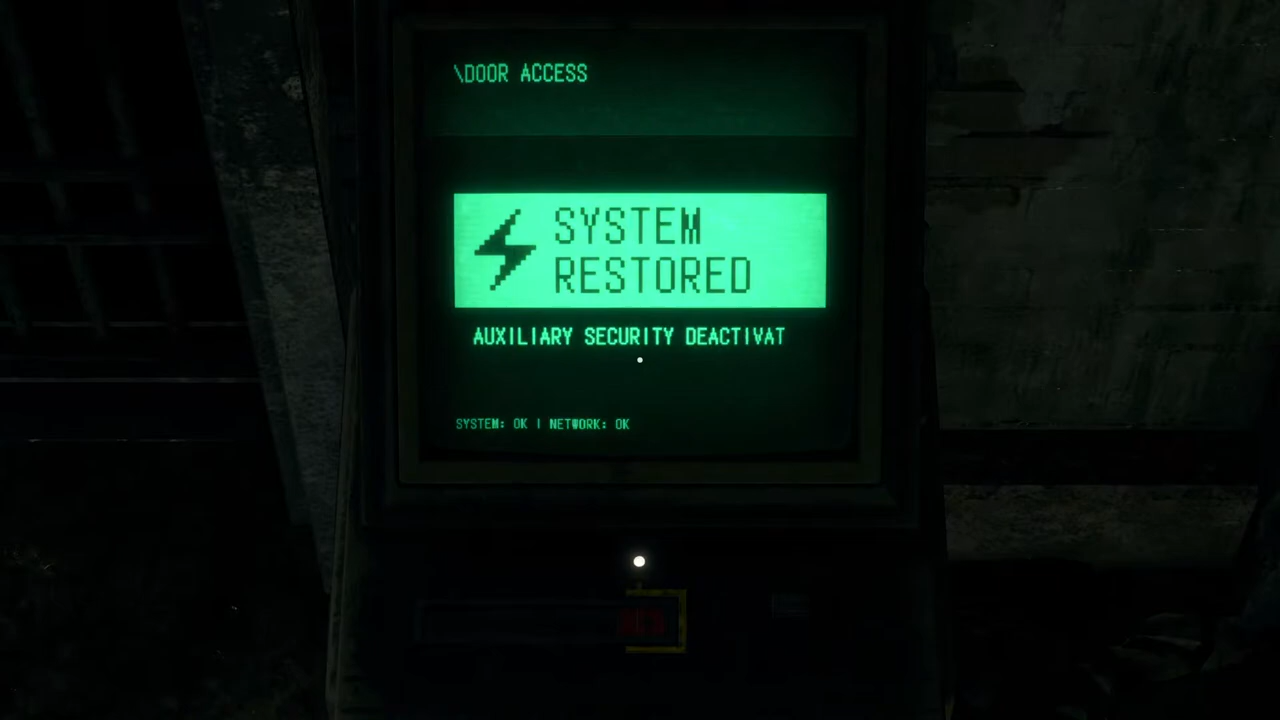 \DOOR ACCESS
SYSTEM
RESTORED
AUXILIARY SECURITY DEACTIVAT
SYSTEM: OK | NETWORK: OK